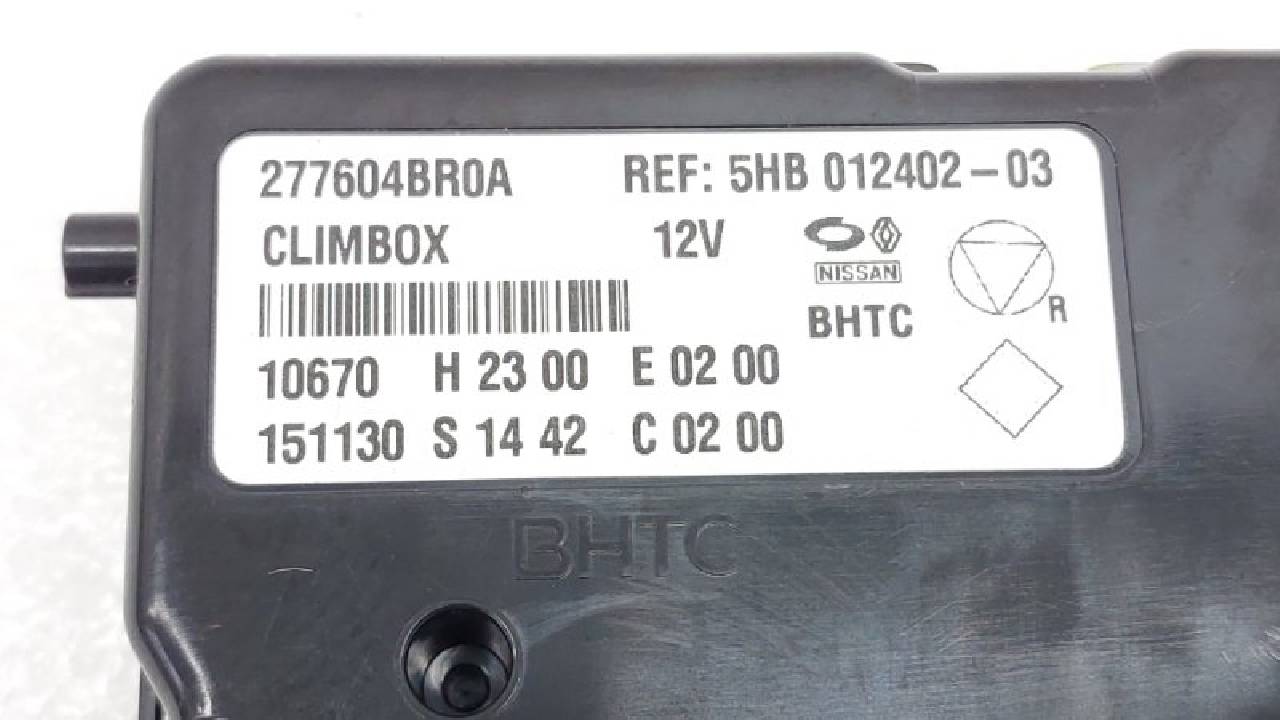 277604BR0A REF: 5HB 012402-03
CLIMBOX 12V
NISSAN
BHTC
R
10670 H 23 00 E 02 00
151130 S 14 42 C 02 00
BHTC